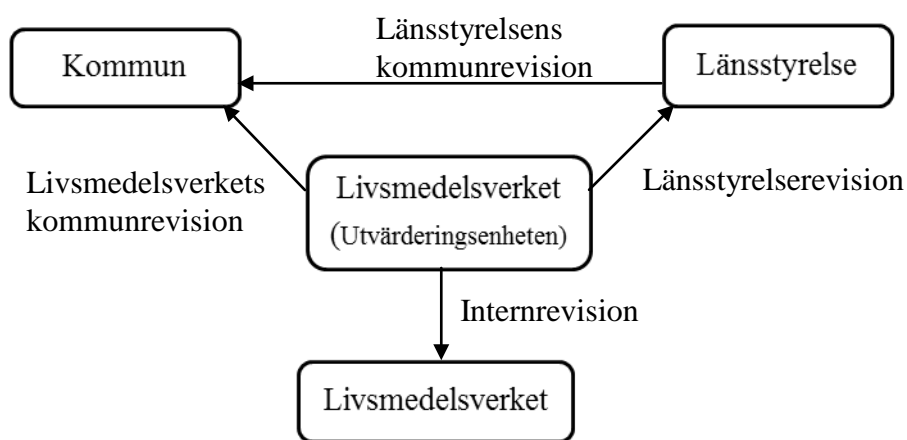 Länsstyrelsens
kommunrevision
Kommun
Länsstyrelse
Livsmedelsverkets
kommunrevision
Livsmedelsverket
(Utvärderingsenheten)
Länsstyrelserevision
Internrevision
Livsmedelsverket